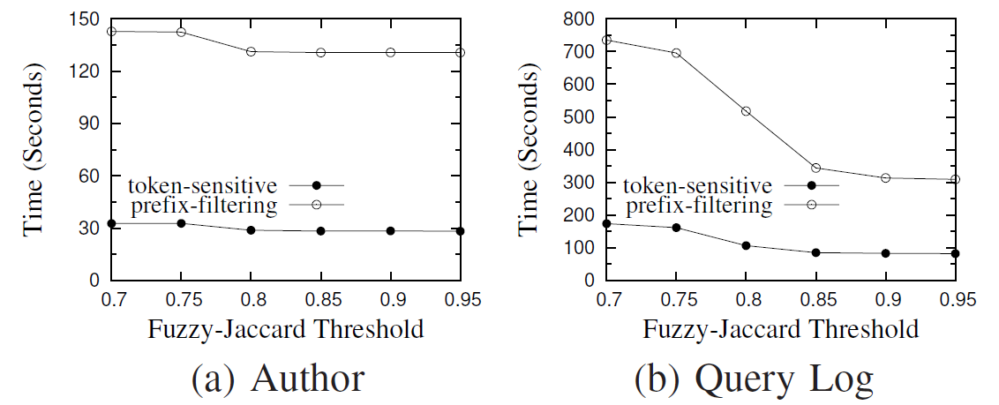 150
120
90
60
30
0
Time (Seconds)
token-sensitive
prefix-filtering
0.7 0.75 0.8 0.85 0.9 0.95
Fuzzy-Jaccard Threshold
(a) Author
800
700
600
500
400
300
200
100
0
Time (Seconds)
token-sensitive
prefix-filtering
0.7 0.75 0.8 0.85 0.9 0.95
Fuzzy-Jaccard Threshold
(b) Query Log